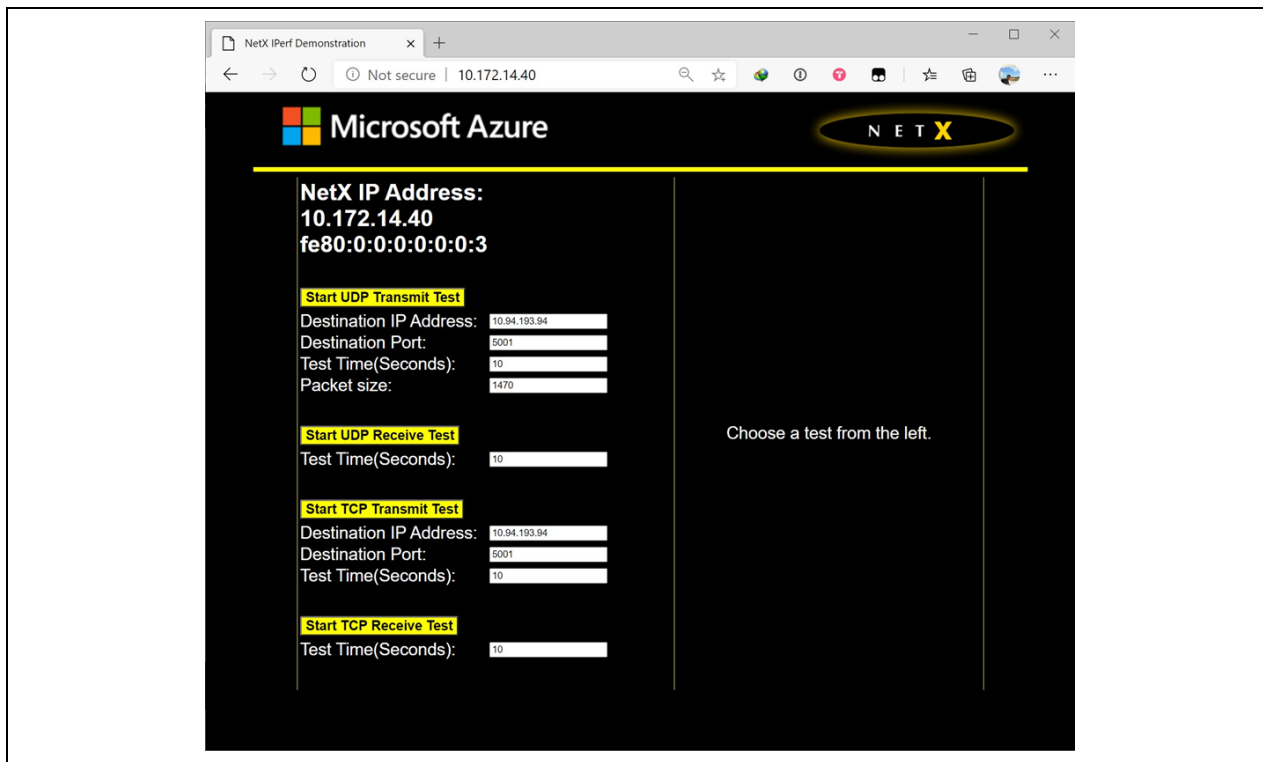 NetX IPerf Demonstration
Not secure | 10.172.14.40
Microsoft Azure
NETX
NetX IP Address:
10.172.14.40
fe80:0:0:0:0:0:0:3
Start UDP Transmit Test
Destination IP Address: 10.94.193.94
Destination Port: 5001
Test Time(Seconds): 10
Packet size: 1470
Start UDP Receive Test
Test Time(Seconds): 10
Start TCP Transmit Test
Destination IP Address: 10.94.193.94
Destination Port: 5001
Test Time(Seconds): 10
Start TCP Receive Test
Test Time(Seconds): 10
Choose a test from the left.